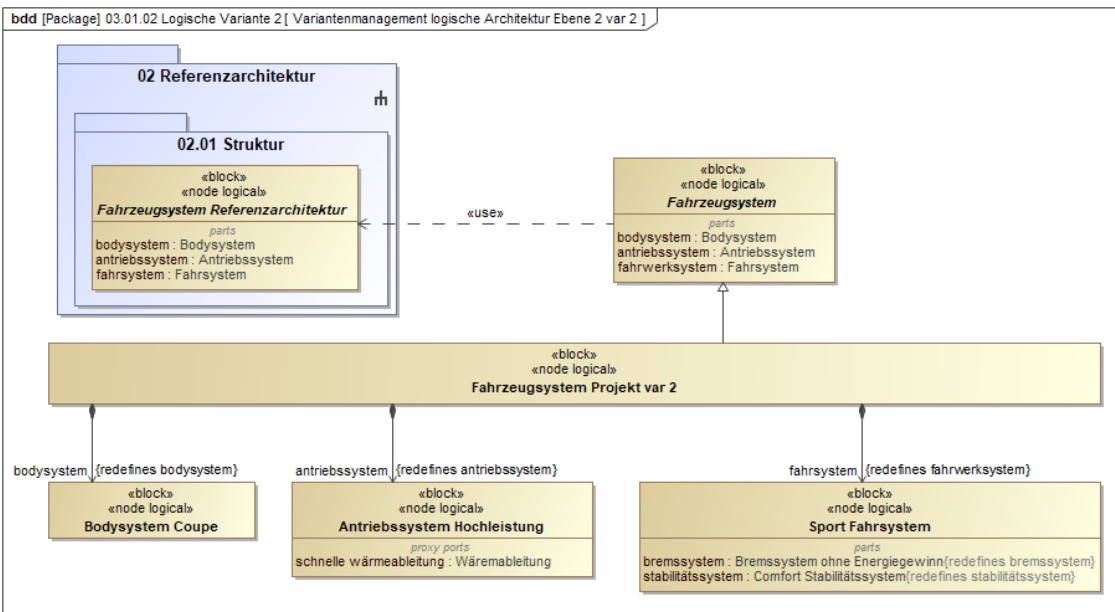 bdd [Package] 03.01.02 Logische Variante 2 [ Variantenmanagement logische Architektur Ebene 2 var 2 ]
02 Referenzarchitektur
02.01 Struktur
«block»
«node logical»
Fahrzeugsystem Referenzarchitektur
parts
bodysystem : Bodysystem
antriebssystem : Antriebssystem
fahrsystem : Fahrsystem
«use»
«block»
«node logical»
Fahrzeugsystem
parts
bodysystem : Bodysystem
antriebssystem : Antriebssystem
fahrwerksystem : Fahrsystem
«block»
«node logical»
Fahrzeugsystem Projekt var 2
bodysystem {redefines bodysystem}
antriebssystem {redefines antriebssystem}
fahrsystem {redefines fahrwerksystem}
«block»
«node logical»
Bodysystem Coupe
«block»
«node logical»
Antriebssystem Hochleistung
proxy ports
schnelle wärmeableitung : Wäremableitung
«block»
«node logical»
Sport Fahrsystem
parts
bremssystem : Bremssystem ohne Energiegewinn{redefines bremssystem}
stabilitätssystem : Comfort Stabilitätssystem{redefines stabilitätssystem}